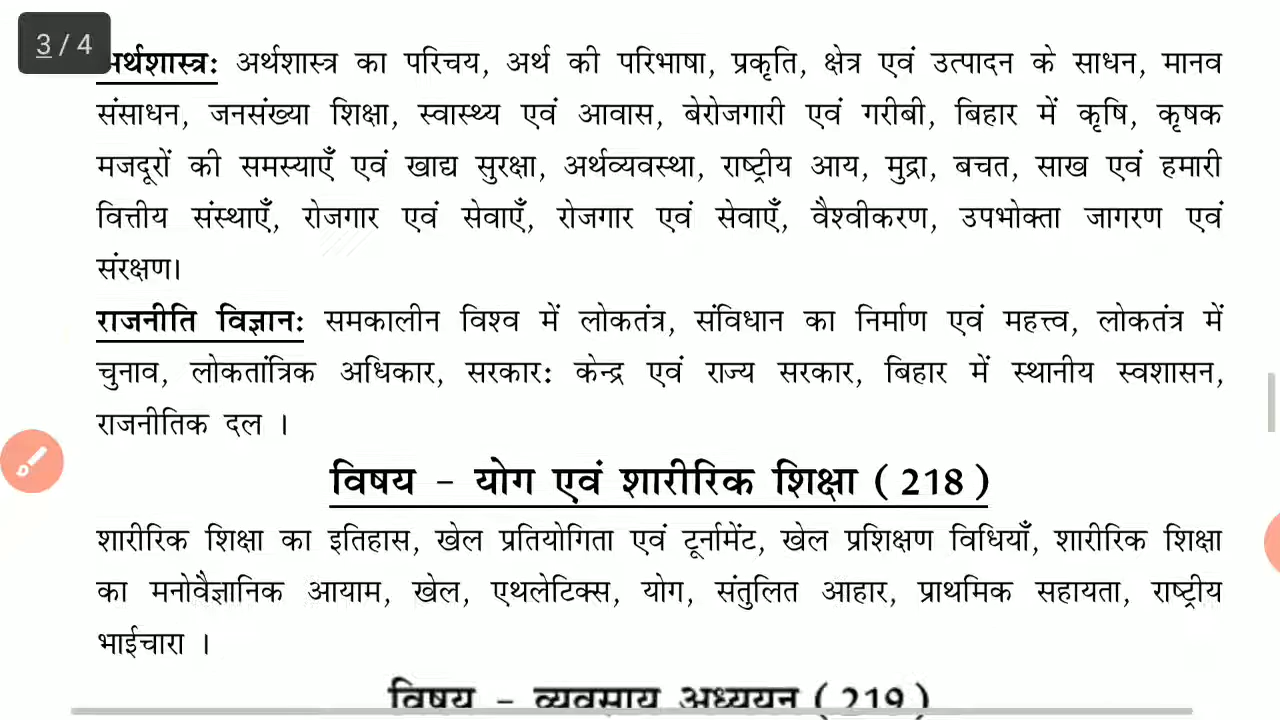 3 / 4
अर्थशास्त्र: अर्थशास्त्र का परिचय, अर्थ की परिभाषा, प्रकृति, क्षेत्र एवं उत्पादन के साधन, मानव
संसाधन, जनसंख्या शिक्षा, स्वास्थ्य एवं आवास, बेरोजगारी एवं गरीबी, बिहार में कृषि, कृषक
मजदूरों की समस्याएँ एवं खाद्य सुरक्षा, अर्थव्यवस्था, राष्ट्रीय आय, मुद्रा, बचत, साख एवं हमारी
वित्तीय संस्थाएँ, रोजगार एवं सेवाएँ, रोजगार एवं सेवाएँ, वैश्वीकरण, उपभोक्ता जागरण एवं
संरक्षण।
राजनीति विज्ञान: समकालीन विश्व में लोकतंत्र, संविधान का निर्माण एवं महत्त्व, लोकतंत्र में
चुनाव, लोकतांत्रिक अधिकार, सरकार: केन्द्र एवं राज्य सरकार, बिहार में स्थानीय स्वशासन,
राजनीतिक दल ।
विषय - योग एवं शारीरिक शिक्षा ( 218 )
शारीरिक शिक्षा का इतिहास, खेल प्रतियोगिता एवं टूर्नामेंट, खेल प्रशिक्षण विधियाँ, शारीरिक शिक्षा
का मनोवैज्ञानिक आयाम, खेल, एथलेटिक्स, योग, संतुलित आहार, प्राथमिक सहायता, राष्ट्रीय
भाईचारा ।
विषय - व्यवसाय अध्ययन ( 219 )